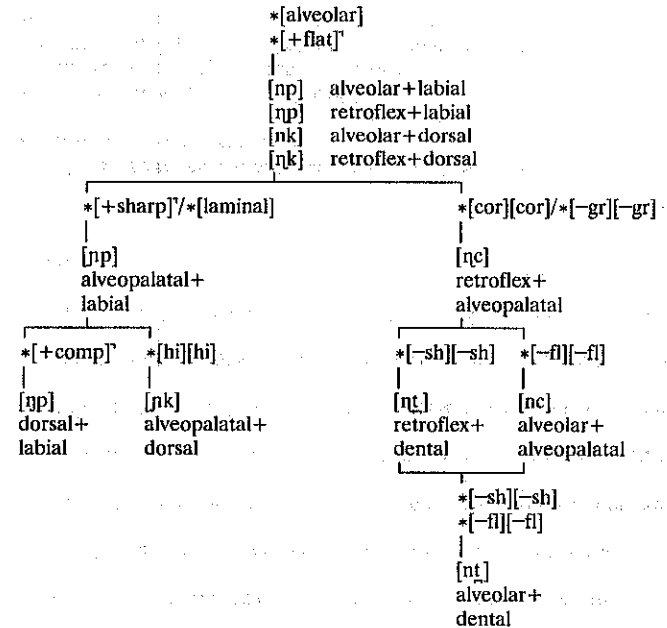 *[alveolar]
*[+flat]˺
[np] alveolar+labial
[ɳp] retroflex+labial
[nk] alveolar+dorsal
[ɳk] retroflex+dorsal
*[+sharp]˺/*[laminal]
*[cor][cor]/*[−gr][−gr]
[ɲp]
alveopalatal+
labial
[ɳc]
retroflex+
alveopalatal
*[+comp]˺
*[hi][hi]
*[−sh][−sh]
*[−fl][−fl]
[ŋp]
dorsal+
labial
[ɲk]
alveopalatal+
dorsal
[ɳt̪]
retroflex+
dental
[nc]
alveolar+
alveopalatal
*[−sh][−sh]
*[−fl][−fl]
[nt̪]
alveolar+
dental